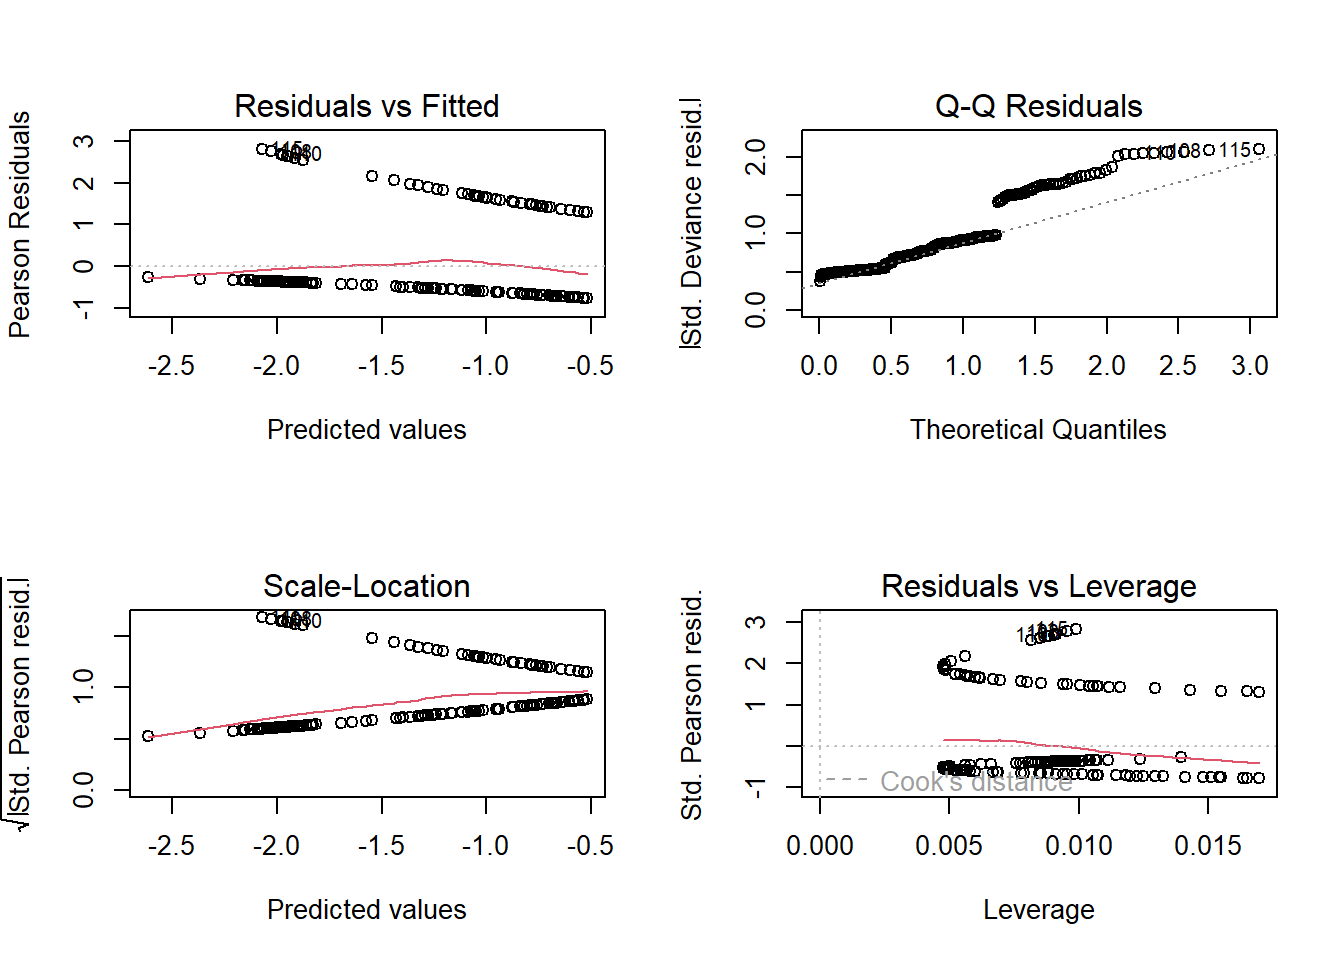 Residuals vs Fitted
Pearson Residuals
3
2
1
0
-1
-2.5 -2.0 -1.5 -1.0 -0.5
Predicted values
Q-Q Residuals
|Std. Deviance resid.|
2.0
1.0
0.0
115
0.0 0.5 1.0 1.5 2.0 2.5 3.0
Theoretical Quantiles
Scale-Location
√|Std. Pearson resid.|
1.0
0.0
-2.5 -2.0 -1.5 -1.0 -0.5
Predicted values
Residuals vs Leverage
Std. Pearson resid.
3
2
1
-1
Cook's distance
0.000 0.005 0.010 0.015
Leverage